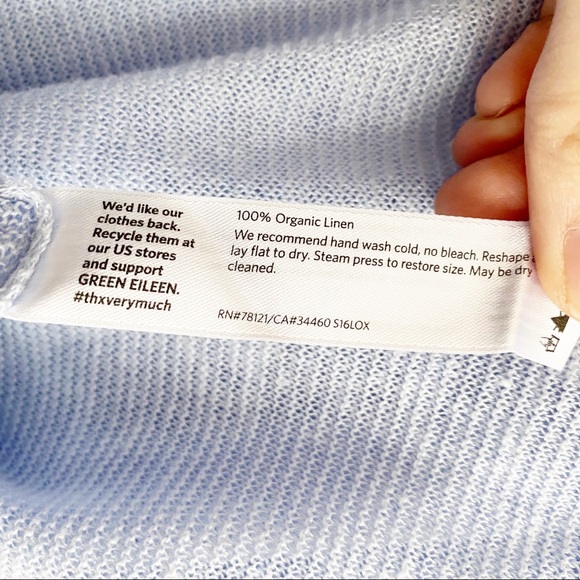 We'd like our
clothes back.
Recycle them at
our US stores
and support
GREEN EILEEN.
#thxverymuch
100% Organic Linen
We recommend hand wash cold, no bleach. Reshape
lay flat to dry. Steam press to restore size. May be dry
cleaned.
RN#78121/CA#34460 S16LOX